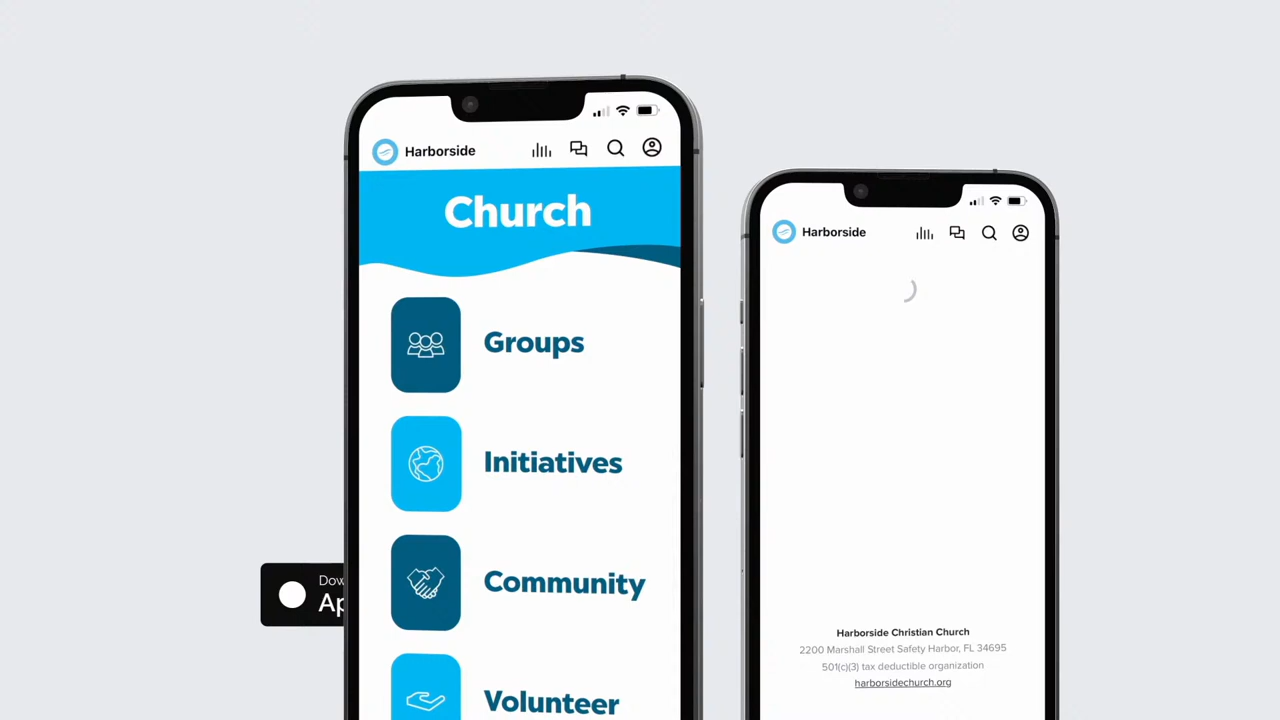 Harborside
Church
Groups
Initiatives
Community
Volunteer
Harborside
Harborside Christian Church
2200 Marshall Street Safety Harbor, FL 34695
501(c)(3) tax deductible organization
harborsidechurch.org